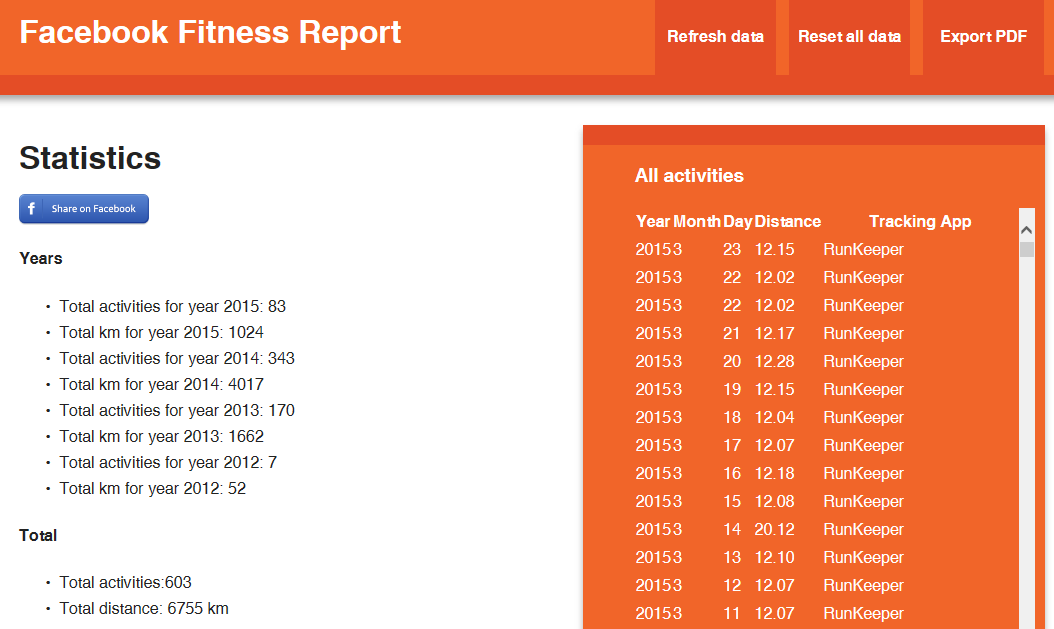 Facebook Fitness Report
Refresh data
Reset all data
Export PDF
Statistics
f Share on Facebook
Years
• Total activities for year 2015: 83
• Total km for year 2015: 1024
• Total activities for year 2014: 343
• Total km for year 2014: 4017
• Total activities for year 2013: 170
• Total km for year 2013: 1662
• Total activities for year 2012: 7
• Total km for year 2012: 52
Total
• Total activities:603
• Total distance: 6755 km
All activities
Year Month Day Distance Tracking App
2015 3 23 12.15 RunKeeper
2015 3 22 12.02 RunKeeper
2015 3 22 12.02 RunKeeper
2015 3 21 12.17 RunKeeper
2015 3 20 12.28 RunKeeper
2015 3 19 12.15 RunKeeper
2015 3 18 12.04 RunKeeper
2015 3 17 12.07 RunKeeper
2015 3 16 12.18 RunKeeper
2015 3 15 12.08 RunKeeper
2015 3 14 20.12 RunKeeper
2015 3 13 12.10 RunKeeper
2015 3 12 12.07 RunKeeper
2015 3 11 12.07 RunKeeper